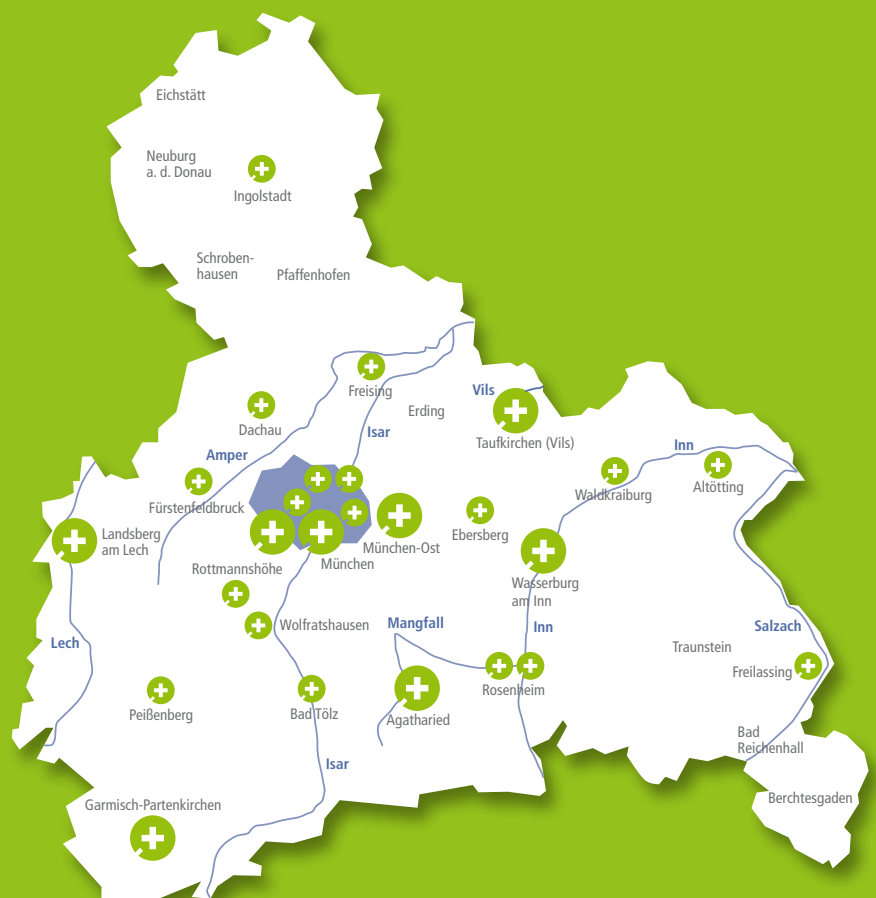 Eichstätt
Neuburg
a. d. Donau
Ingolstadt
Schroben-
hausen
Pfaffenhofen
Freising
Vils
Erding
Dachau
Isar
Taufkirchen (Vils)
Amper
Inn
Fürstenfeldbruck
Waldkraiburg
Altötting
Landsberg
am Lech
Ebersberg
München-Ost
München
Rottmannshöhe
Wasserburg
am Inn
Wolfratshausen
Mangfall
Inn
Salzach
Lech
Traunstein
Freilassing
Rosenheim
Peißenberg
Bad Tölz
Agatharied
Bad
Reichenhall
Isar
Garmisch-Partenkirchen
Berchtesgaden